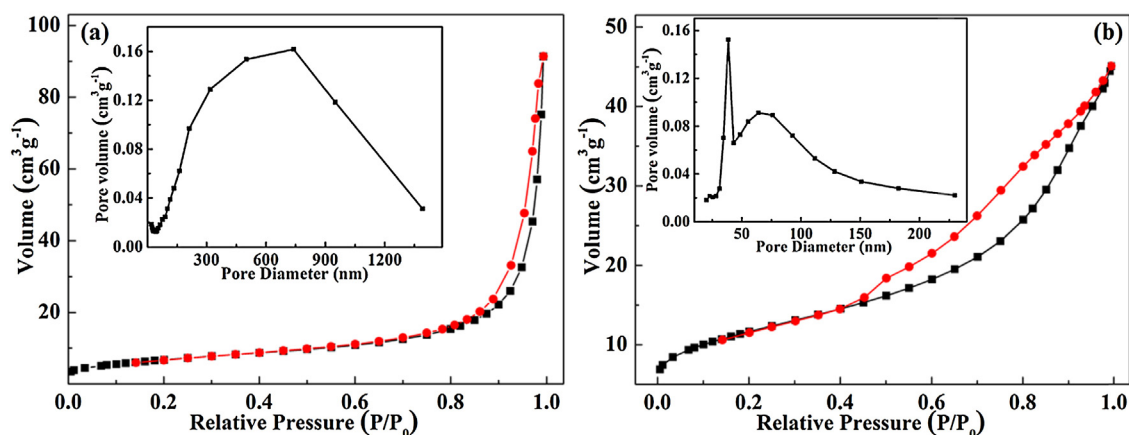 (a)
Volume (cm³g⁻¹)
100
80
60
40
20
0
0.0 0.2 0.4 0.6 0.8 1.0
Relative Pressure (P/P₀)
Pore volume (cm³g⁻¹)
0.16
0.12
0.08
0.04
0.00
300 600 900 1200
Pore Diameter (nm)
(b)
Volume (cm³g⁻¹)
50
40
30
20
10
0.0 0.2 0.4 0.6 0.8 1.0
Relative Pressure (P/P₀)
Pore volume (cm³g⁻¹)
0.16
0.12
0.08
0.04
0.00
50 100 150 200
Pore Diameter (nm)